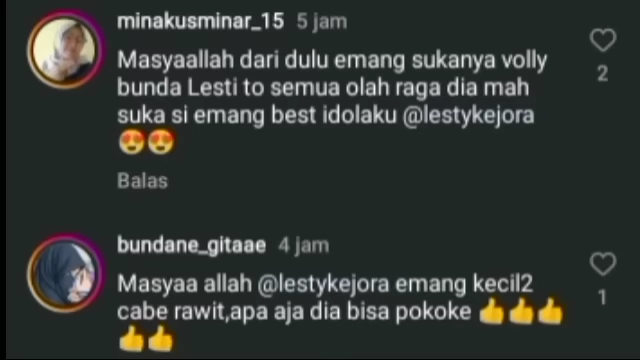 minakusminar_15 5 jam
Masyaallah dari dulu emang sukanya volly
bunda Lesti to semua olah raga dia mah
suka si emang best idolaku @lestykejora
😍😍
2
Balas
bundane_gitaae 4 jam
Masyaa allah @lestykejora emang kecil2
cabe rawit,apa aja dia bisa pokoke 👍👍👍
👍👍
1